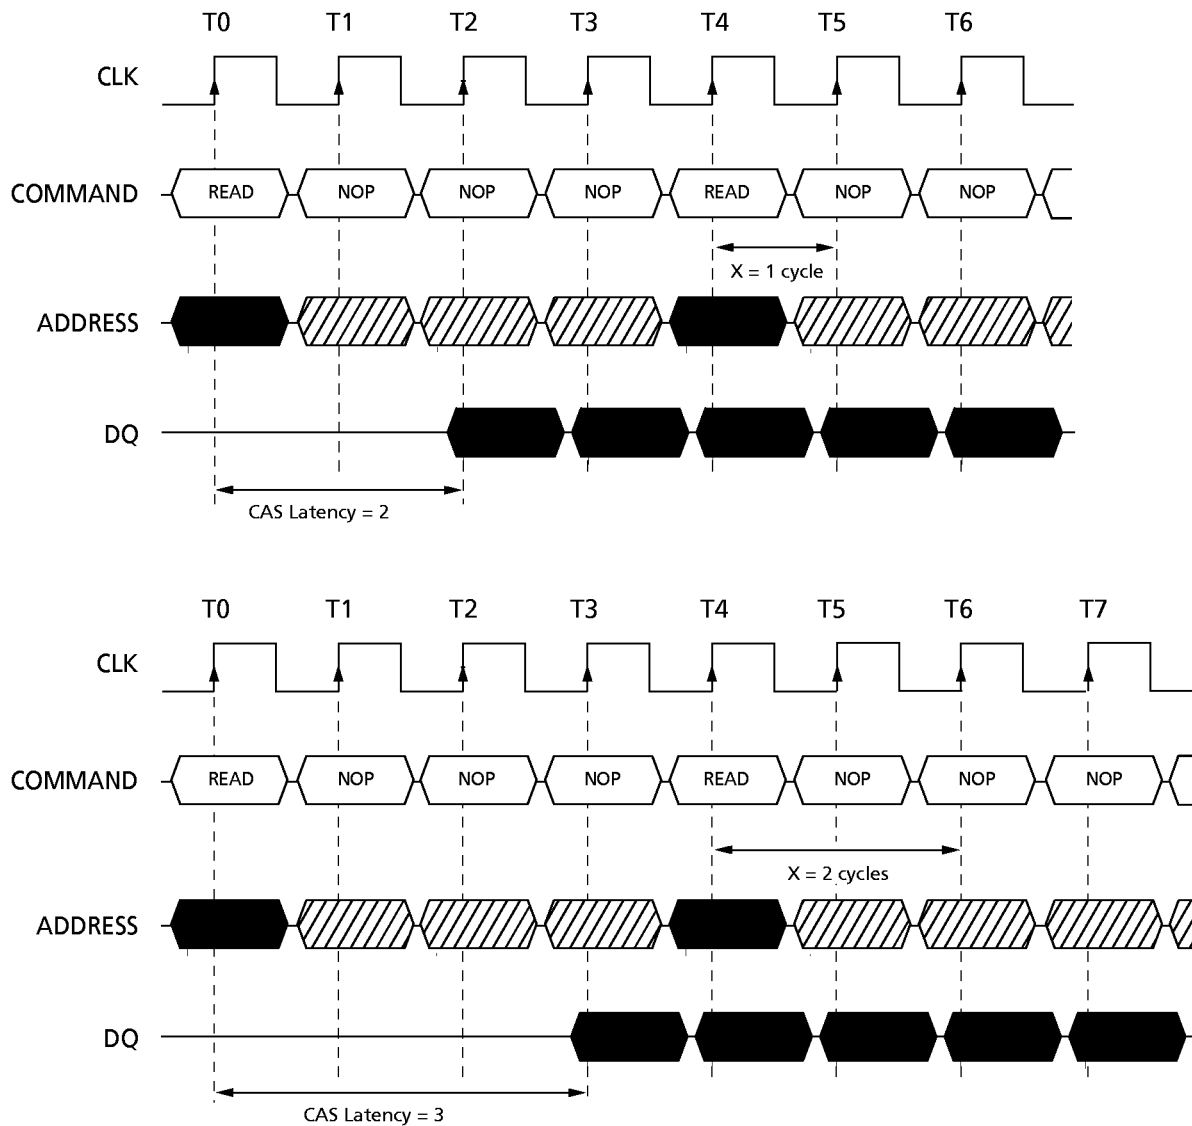 T0 T1 T2 T3 T4 T5 T6
CLK
COMMAND READ NOP NOP NOP READ NOP NOP
X = 1 cycle
ADDRESS
DQ
CAS Latency = 2
T0 T1 T2 T3 T4 T5 T6 T7
CLK
COMMAND READ NOP NOP NOP READ NOP NOP NOP
X = 2 cycles
ADDRESS
DQ
CAS Latency = 3